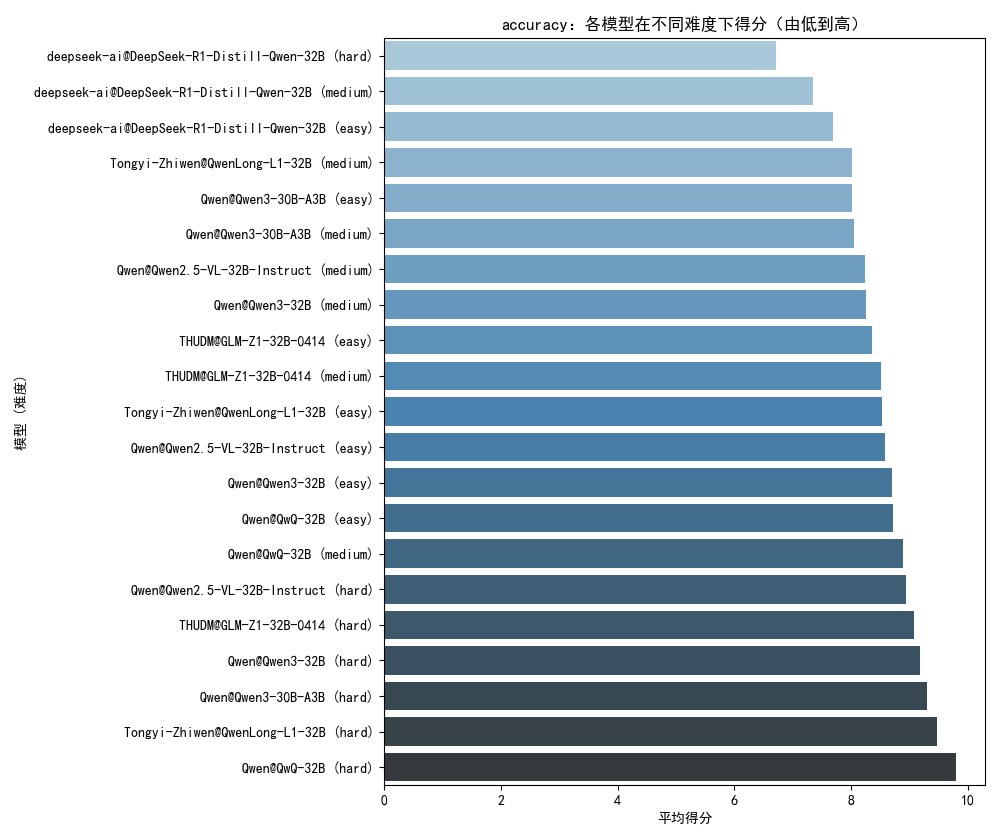 accuracy: 各模型在不同难度下得分（由低到高）
模型 (难度)
deepseek-ai@DeepSeek-R1-Distill-Qwen-32B (hard)
deepseek-ai@DeepSeek-R1-Distill-Qwen-32B (medium)
deepseek-ai@DeepSeek-R1-Distill-Qwen-32B (easy)
Tongyi-Zhiwen@QwenLong-L1-32B (medium)
Qwen@Qwen3-30B-A3B (easy)
Qwen@Qwen3-30B-A3B (medium)
Qwen@Qwen2.5-VL-32B-Instruct (medium)
Qwen@Qwen3-32B (medium)
THUDM@GLM-Z1-32B-0414 (easy)
THUDM@GLM-Z1-32B-0414 (medium)
Tongyi-Zhiwen@QwenLong-L1-32B (easy)
Qwen@Qwen2.5-VL-32B-Instruct (easy)
Qwen@Qwen3-32B (easy)
Qwen@QwQ-32B (easy)
Qwen@QwQ-32B (medium)
Qwen@Qwen2.5-VL-32B-Instruct (hard)
THUDM@GLM-Z1-32B-0414 (hard)
Qwen@Qwen3-32B (hard)
Qwen@Qwen3-30B-A3B (hard)
Tongyi-Zhiwen@QwenLong-L1-32B (hard)
Qwen@QwQ-32B (hard)
0 2 4 6 8 10
平均得分